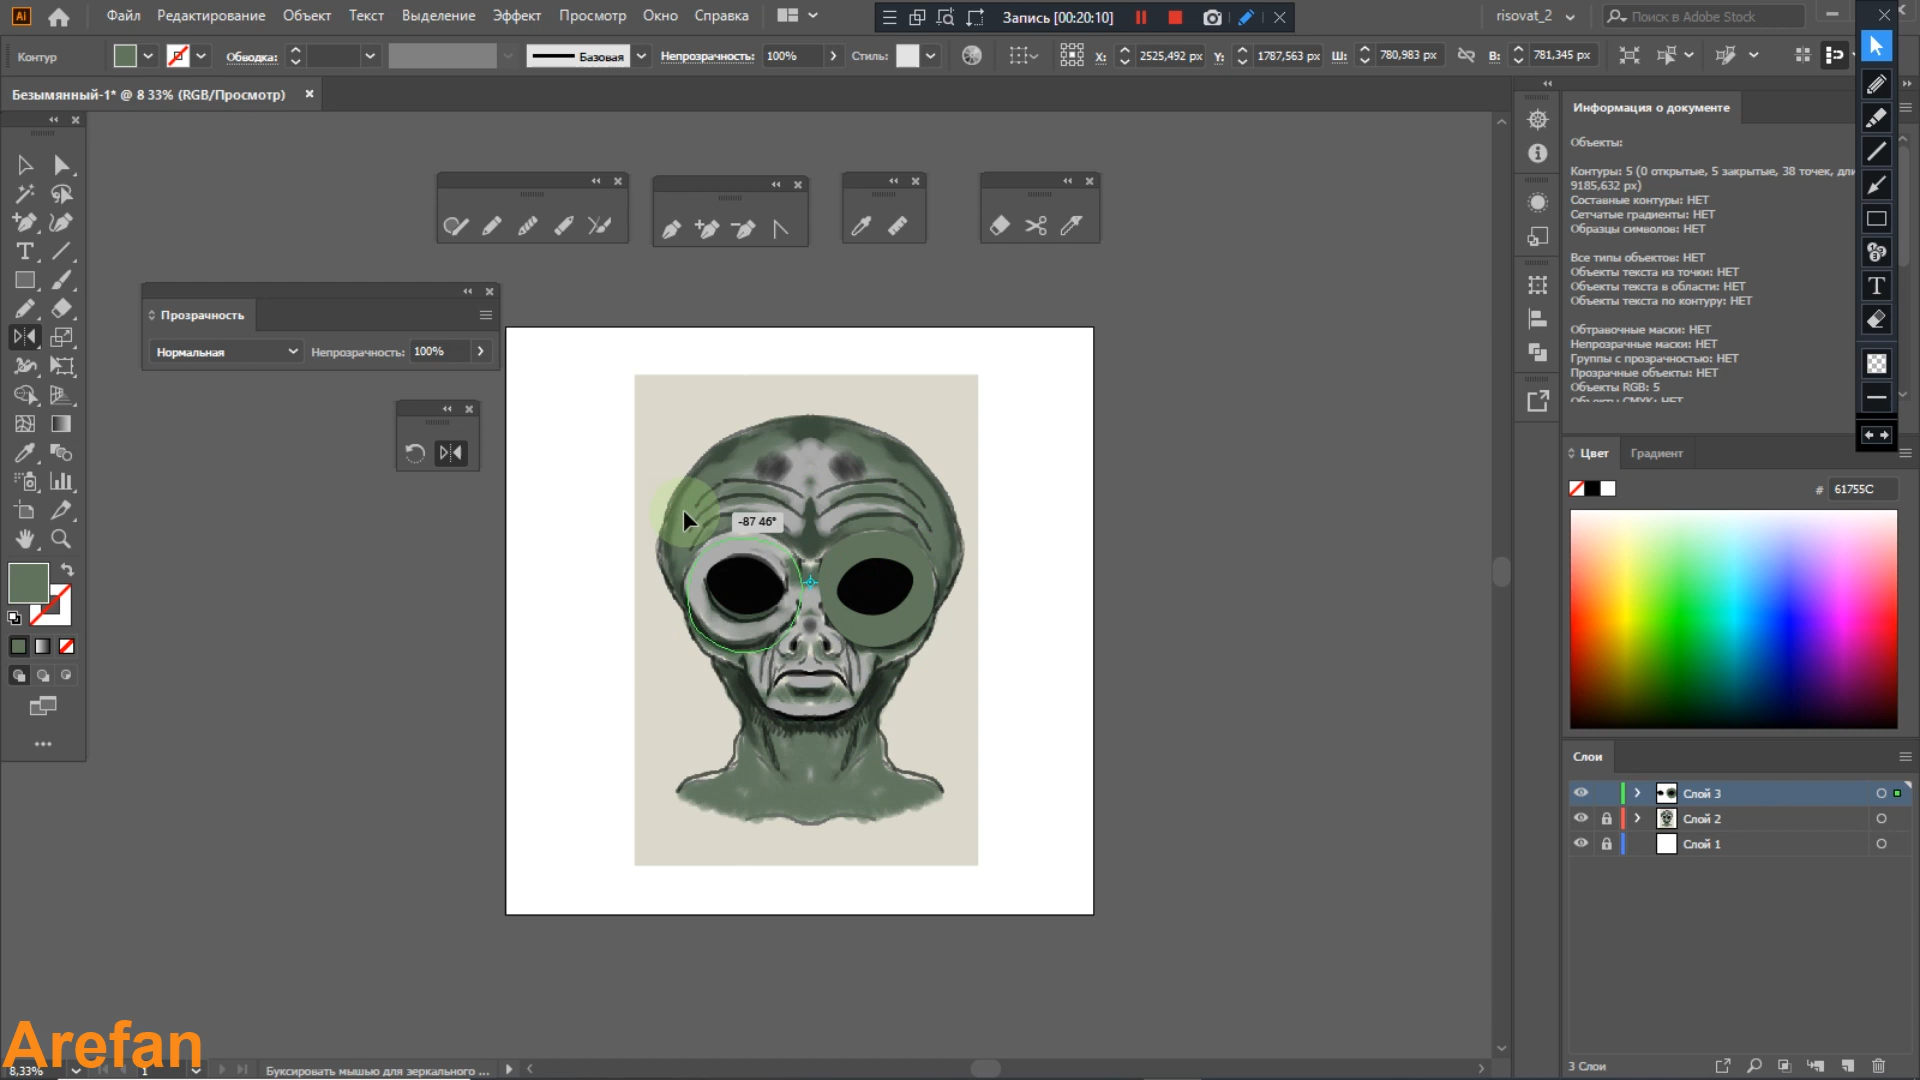 Ai Файл Редактирование Объект Текст Выделение Эффект Просмотр Окно Справка
Запись [00:20:10]
risovat_2
Поиск в Adobe Stock
Контур
Обводка:
Базовая
Непрозрачность: 100%
Стиль:
X: 2525,492 px
Y: 1787,563 px
Ш: 780,983 px
В: 781,345 px
Безымянный-1* @ 8 33% (RGB/Просмотр)
Информация о документе
Объекты:
Контуры: 5 (0 открытые, 5 закрытые, 38 точек, дли
9185,632 px)
Составные контуры: НЕТ
Сетчатые градиенты: НЕТ
Образцы символов: НЕТ
Все типы объектов: НЕТ
Объекты текста из точки: НЕТ
Объекты текста в области: НЕТ
Объекты текста по контуру: НЕТ
Обтравочные маски: НЕТ
Непрозрачные маски: НЕТ
Группы с прозрачностью: НЕТ
Прозрачные объекты: НЕТ
Объекты RGB: 5
Объекты CMYK: НЕТ
Прозрачность
Нормальная
Непрозрачность: 100%
-87 46°
Цвет
Градиент
# 61755C
Слои
Слой 3
Слой 2
Слой 1
3 Слои
Arefan
8,33%
1
Буксировать мышью для зеркального ...